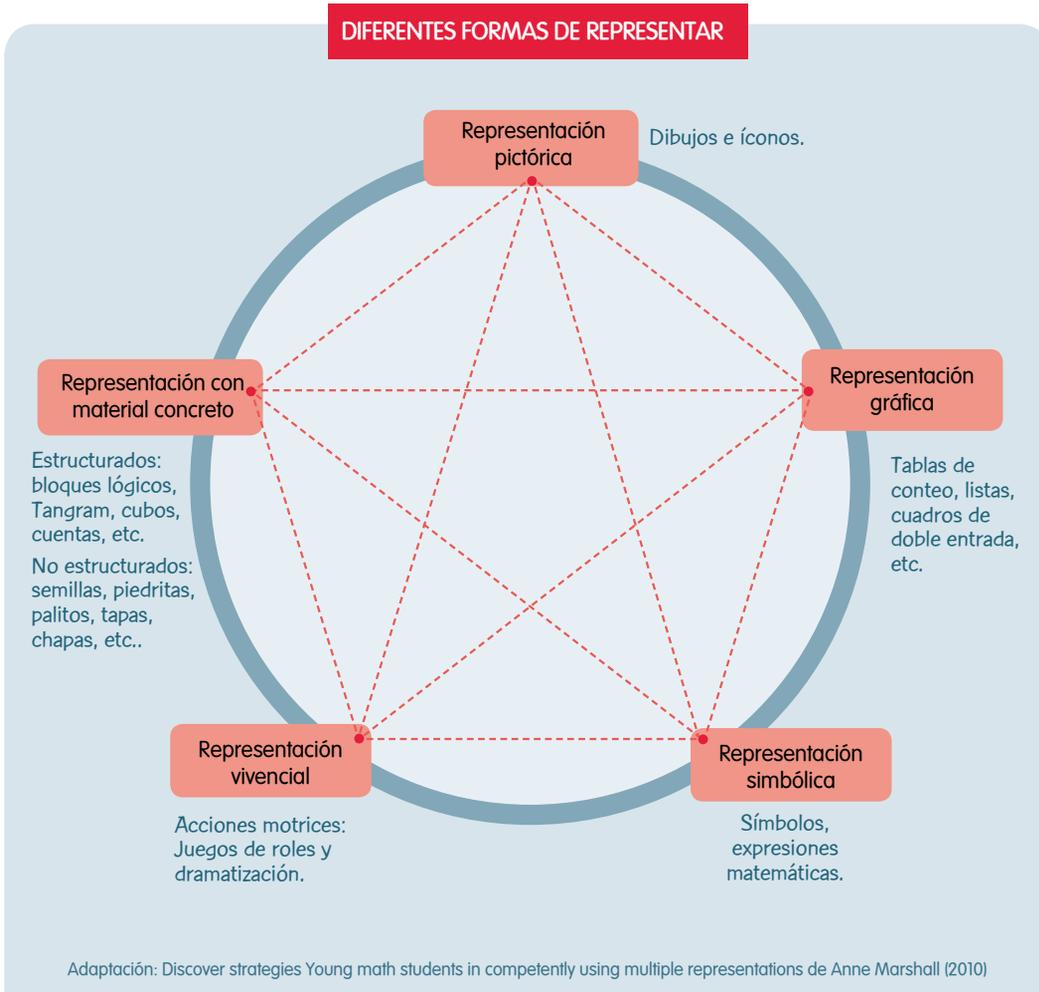 DIFERENTES FORMAS DE REPRESENTAR
Representación
pictórica
Dibujos e íconos.
Representación con
material concreto
Estructurados:
bloques lógicos,
Tangram, cubos,
cuentas, etc.
No estructurados:
semillas, piedritas,
palitos, tapas,
chapas, etc..
Representación
gráfica
Tablas de
conteo, listas,
cuadros de
doble entrada,
etc.
Representación
vivencial
Acciones motrices:
Juegos de roles y
dramatización.
Representación
simbólica
Símbolos,
expresiones
matemáticas.
Adaptación: Discover strategies Young math students in competently using multiple representations de Anne Marshall (2010)